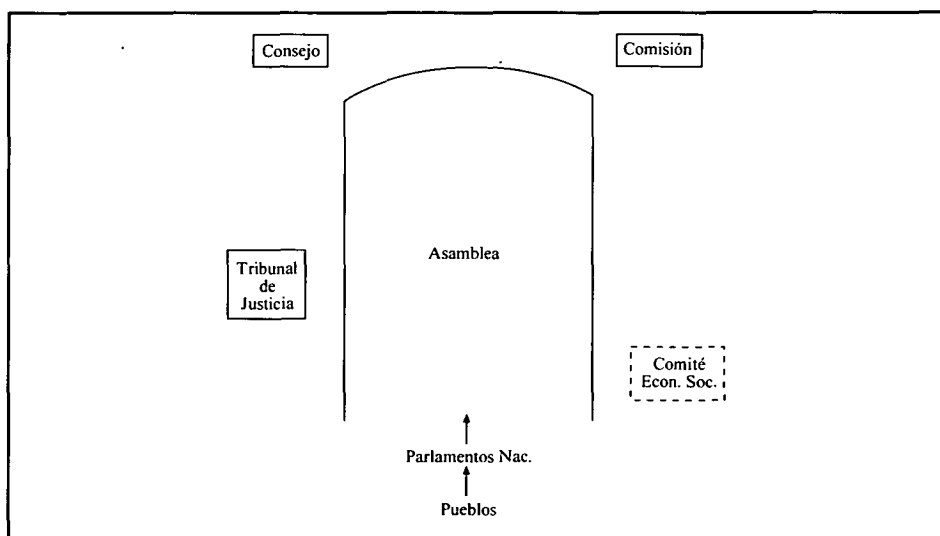 Consejo
Comisión
Asamblea
Tribunal
de
Justicia
Comité
Econ. Soc.
Parlamentos Nac.
Pueblos